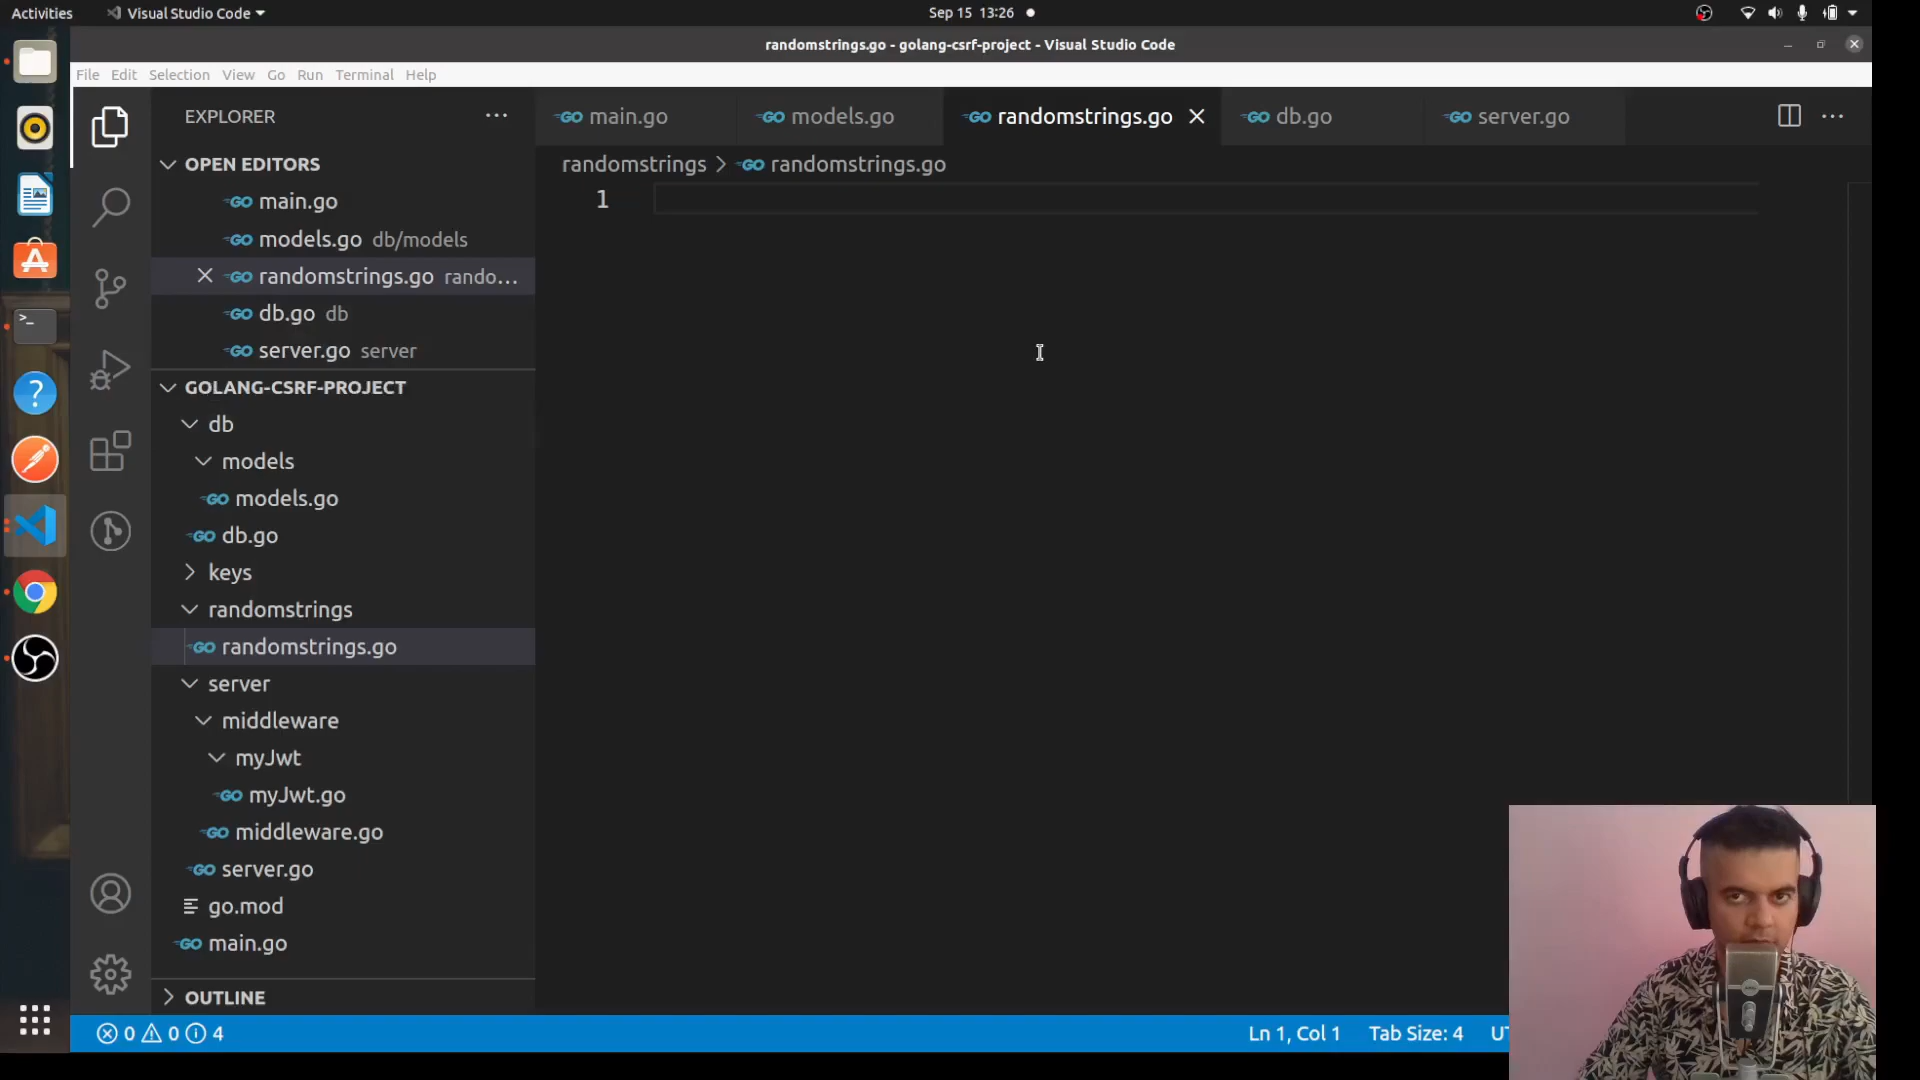 Activities
Visual Studio Code
Sep 15 13:26
randomstrings.go - golang-csrf-project - Visual Studio Code
File Edit Selection View Go Run Terminal Help
EXPLORER
main.go
models.go
randomstrings.go
db.go
server.go
OPEN EDITORS
randomstrings > randomstrings.go
1
main.go
models.go db/models
randomstrings.go rando...
db.go db
server.go server
GOLANG-CSRF-PROJECT
db
models
models.go
db.go
keys
randomstrings
randomstrings.go
server
middleware
myJwt
myJwt.go
middleware.go
server.go
go.mod
main.go
OUTLINE
0 0 4
Ln 1, Col 1 Tab Size: 4